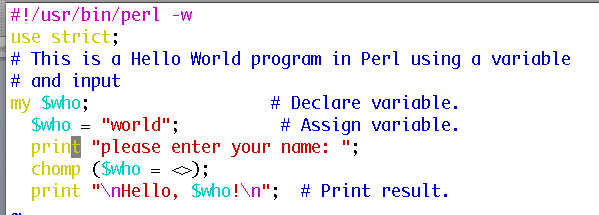 #!/usr/bin/perl -w
use strict;
# This is a Hello World program in Perl using a variable
# and input
my $who;                        # Declare variable.
  $who = "world";             # Assign variable.
  print "please enter your name: ";
  chomp ($who = <>);
  print "\nHello, $who!\n";  # Print result.